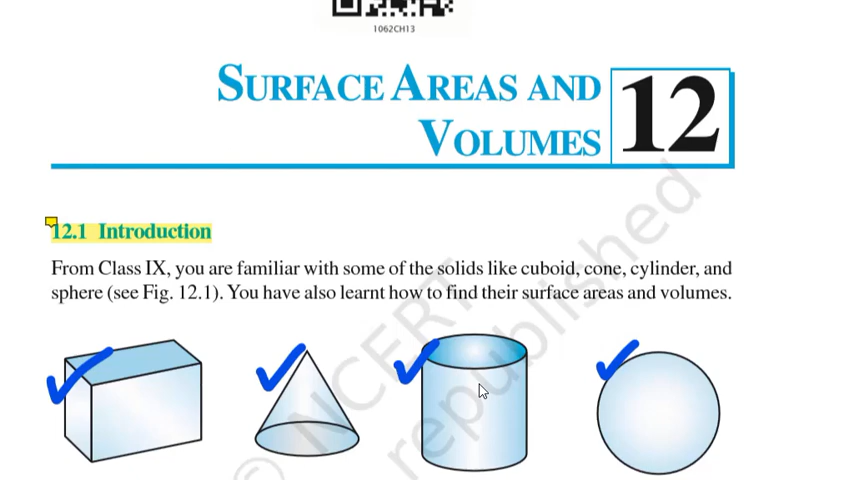 1062CH13
SURFACE AREAS AND
VOLUMES
12
12.1 Introduction
From Class IX, you are familiar with some of the solids like cuboid, cone, cylinder, and
sphere (see Fig. 12.1). You have also learnt how to find their surface areas and volumes.
© NCERT
republished